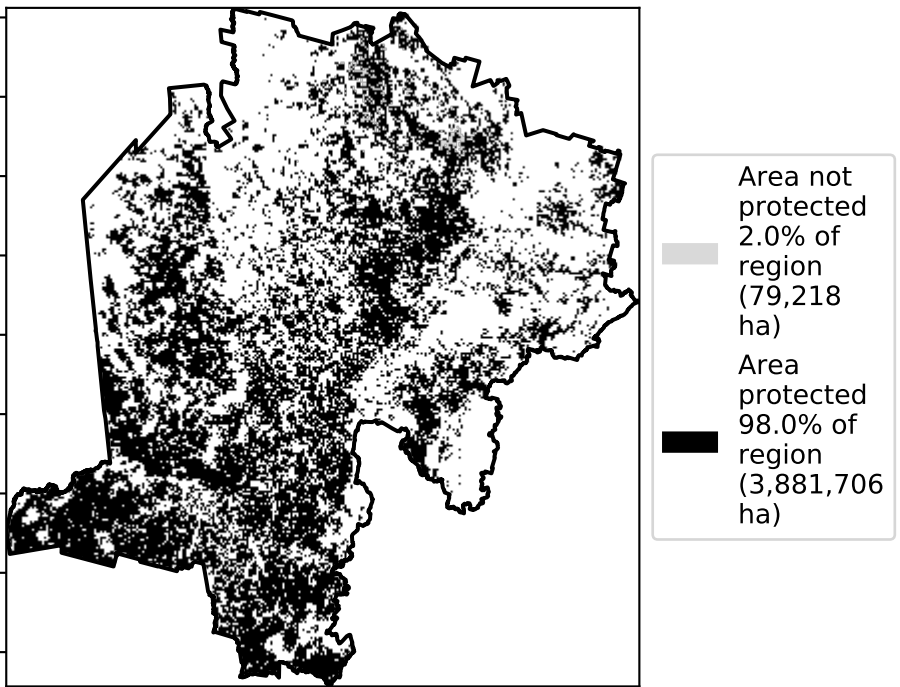 Area not
protected
2.0% of
region
(79,218
ha)
Area
protected
98.0% of
region
(3,881,706
ha)